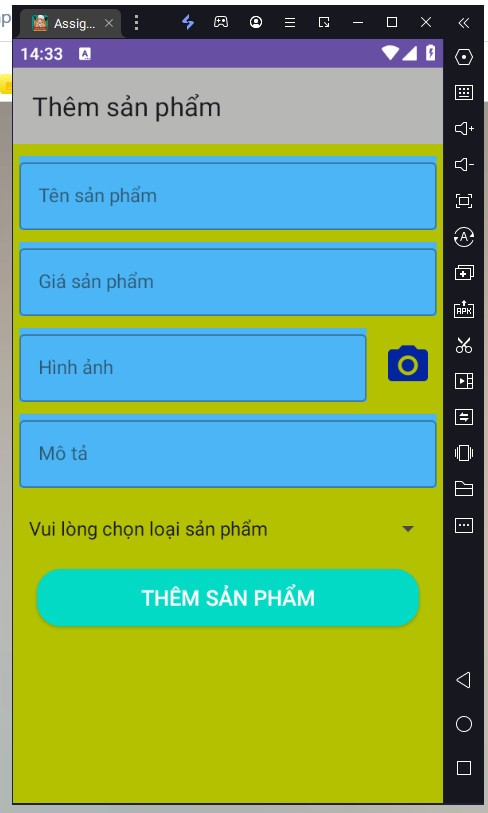 Assig...
14:33
A
Thêm sản phẩm
Tên sản phẩm
Giá sản phẩm
Hình ảnh
Mô tả
Vui lòng chọn loại sản phẩm
THÊM SẢN PHẨM
A
APK